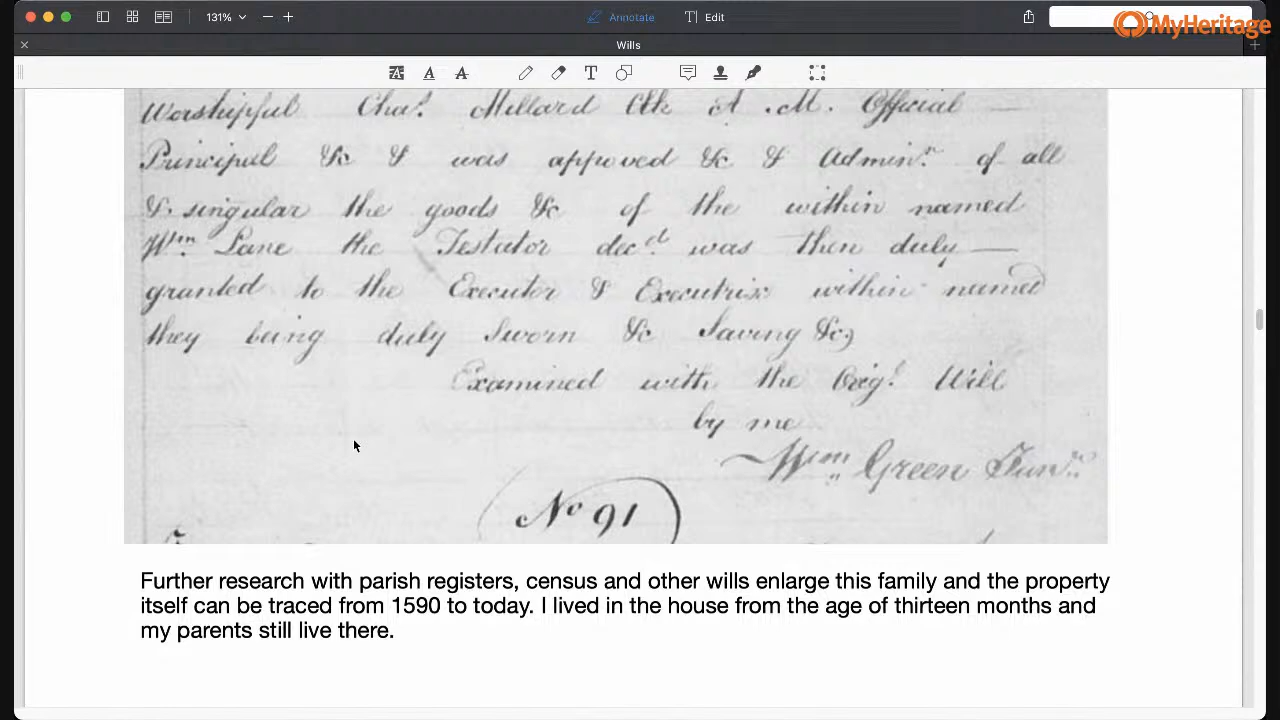 131%
Annotate
Edit
MyHeritage
Wills
Worshipful Chas. Millard Clk A.M. Official
Principal &c & was appoved &c & Adminn. of all
& singular the goods &c of the within named
Wm Lane the Testator decd was then duly
granted to the Executor & Executrix within named
they being duly Sworn &c Saving &c
Examined with the Origl. Will
by me
Wm Green Junr.
No 91
Further research with parish registers, census and other wills enlarge this family and the property
itself can be traced from 1590 to today. I lived in the house from the age of thirteen months and
my parents still live there.